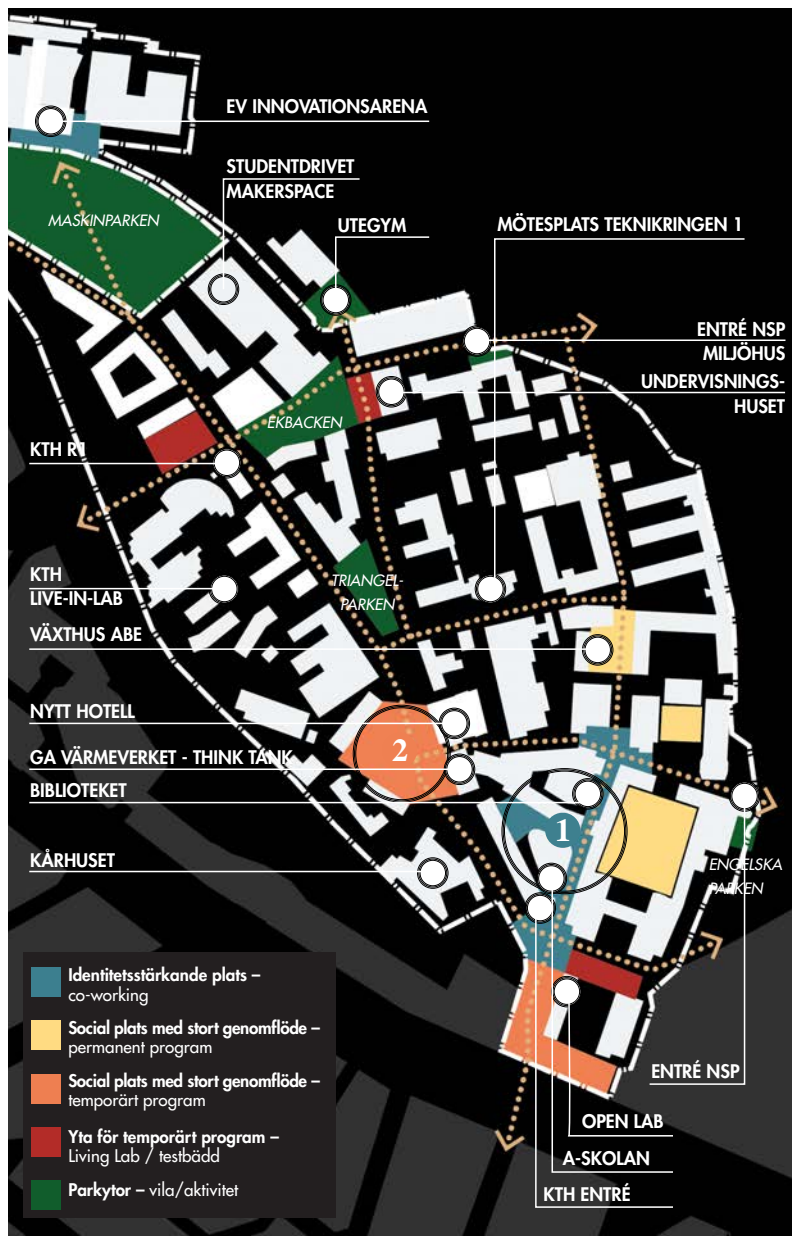 EV INNOVATIONSARENA
STUDENTDRIVET
MAKERSPACE
MASKINPARKEN
UTEGYM
MÖTESPLATS TEKNIKRINGEN 1
ENTRÉ NSP
MILJÖHUS
UNDERVISNINGS-
HUSET
EKBACKEN
KTH R1
KTH
LIVE-IN-LAB
TRIANGEL-
PARKEN
VÄXTHUS ABE
NYTT HOTELL
2
GA VÄRMEVERKET - THINK TANK
BIBLIOTEKET
1
KÅRHUSET
ENGELSKA
PARKEN
Identitetsstärkande plats –
co-working
Social plats med stort genomflöde –
permanent program
Social plats med stort genomflöde –
temporärt program
Yta för temporärt program –
Living Lab / testbädd
Parkytor – vila/aktivitet
ENTRÉ NSP
OPEN LAB
A-SKOLAN
KTH ENTRÉ